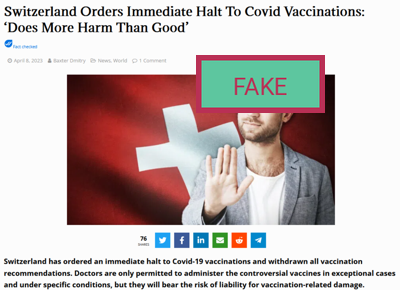 Switzerland Orders Immediate Halt To Covid Vaccinations:
‘Does More Harm Than Good’
Fact checked
April 8, 2023 Baxter Dmitry News, World 1 Comment
FAKE
76
SHARES
Switzerland has ordered an immediate halt to Covid-19 vaccinations and withdrawn all vaccination
recommendations. Doctors are only permitted to administer the controversial vaccines in exceptional cases
and under specific conditions, but they will bear the risk of liability for vaccination-related damage.